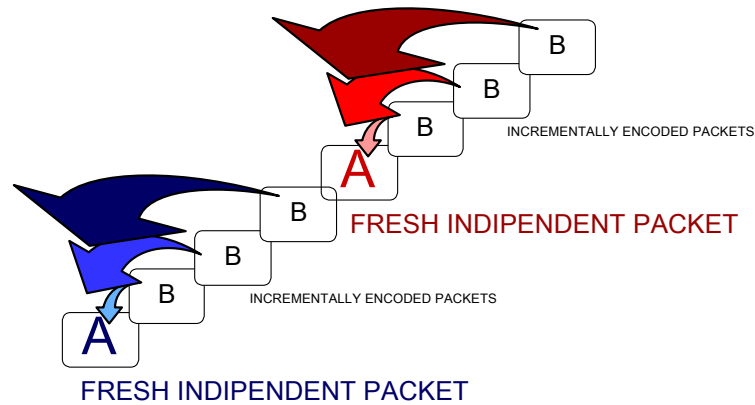 B
B
INCREMENTALLY ENCODED PACKETS
B
A
B
FRESH INDIPENDENT PACKET
B
B
INCREMENTALLY ENCODED PACKETS
A
FRESH INDIPENDENT PACKET